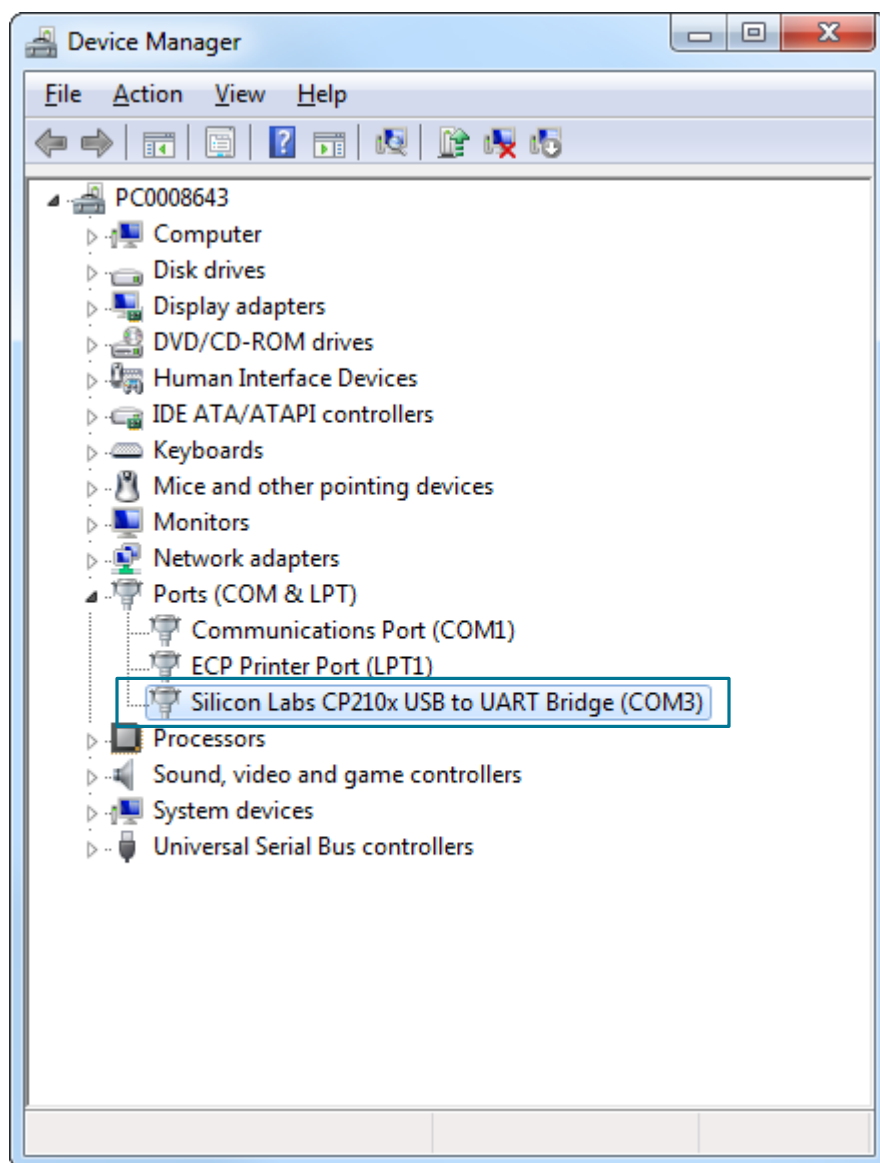 Device Manager
File Action View Help
PC0008643
Computer
Disk drives
Display adapters
DVD/CD-ROM drives
Human Interface Devices
IDE ATA/ATAPI controllers
Keyboards
Mice and other pointing devices
Monitors
Network adapters
Ports (COM & LPT)
Communications Port (COM1)
ECP Printer Port (LPT1)
Silicon Labs CP210x USB to UART Bridge (COM3)
Processors
Sound, video and game controllers
System devices
Universal Serial Bus controllers